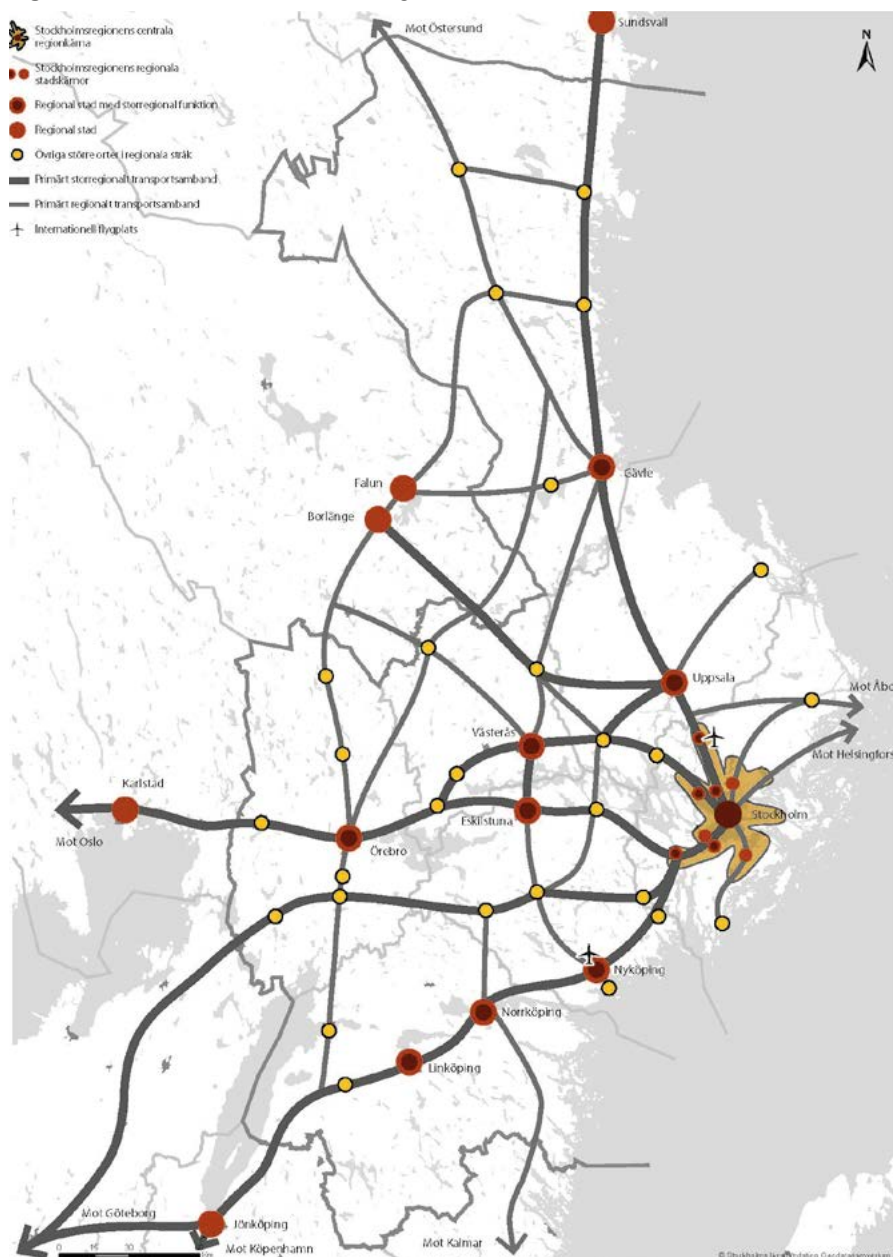 Stockholmsregionens centrala
regionkärna
Stockholmsregionens regionala
stadskärnor
Regional stad med storregional funktion
Regional stad
Övriga större orter i regionala stråk
Primärt storregionalt transportsamband
Primärt regionalt transportsamband
Internationell flygplats
Mot Östersund
Sundsvall
N
Gävle
Falun
Borlänge
Uppsala
Mot Åbo
Mot Helsingfors
Västerås
Karlstad
Eskilstuna
Stockholm
Mot Oslo
Örebro
Nyköping
Norrköping
Linköping
Mot Göteborg
Jönköping
Mot Köpenhamn
Mot Kalmar
0